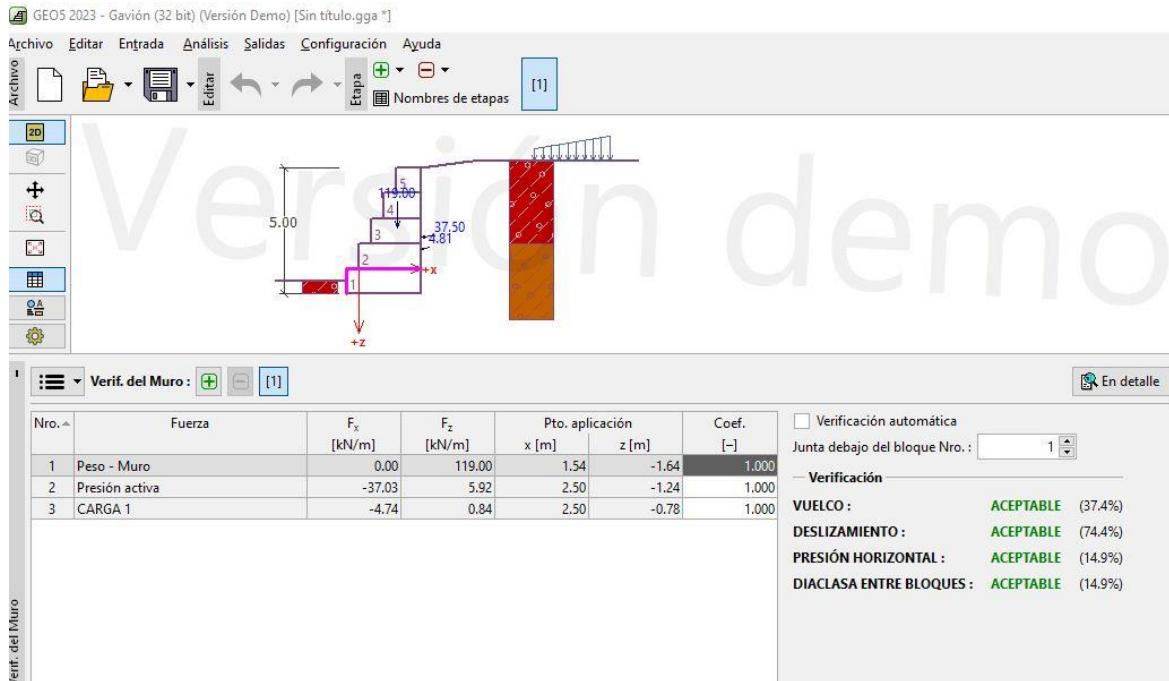 GEO5 2023 - Gavión (32 bit) (Versión Demo) [Sin título.gga *]
Archivo Editar Entrada Análisis Salidas Configuración Ayuda
Archivo
Editar
Etapa
Nombres de etapas
[1]
2D
3D
Versión demo
5.00
5
119.00
4
3
37.50
4.81
2
+x
1
+z
Verif. del Muro : [1]
En detalle
Nro. Fuerza Fx Fz Pto. aplicación Coef.
[kN/m] [kN/m] x [m] z [m] [–]
1 Peso - Muro 0.00 119.00 1.54 -1.64 1.000
2 Presión activa -37.03 5.92 2.50 -1.24 1.000
3 CARGA 1 -4.74 0.84 2.50 -0.78 1.000
Verificación automática
Junta debajo del bloque Nro. : 1
Verificación
VUELCO : ACEPTABLE (37.4%)
DESLIZAMIENTO : ACEPTABLE (74.4%)
PRESIÓN HORIZONTAL : ACEPTABLE (14.9%)
DIACLASA ENTRE BLOQUES : ACEPTABLE (14.9%)
Verif. del Muro